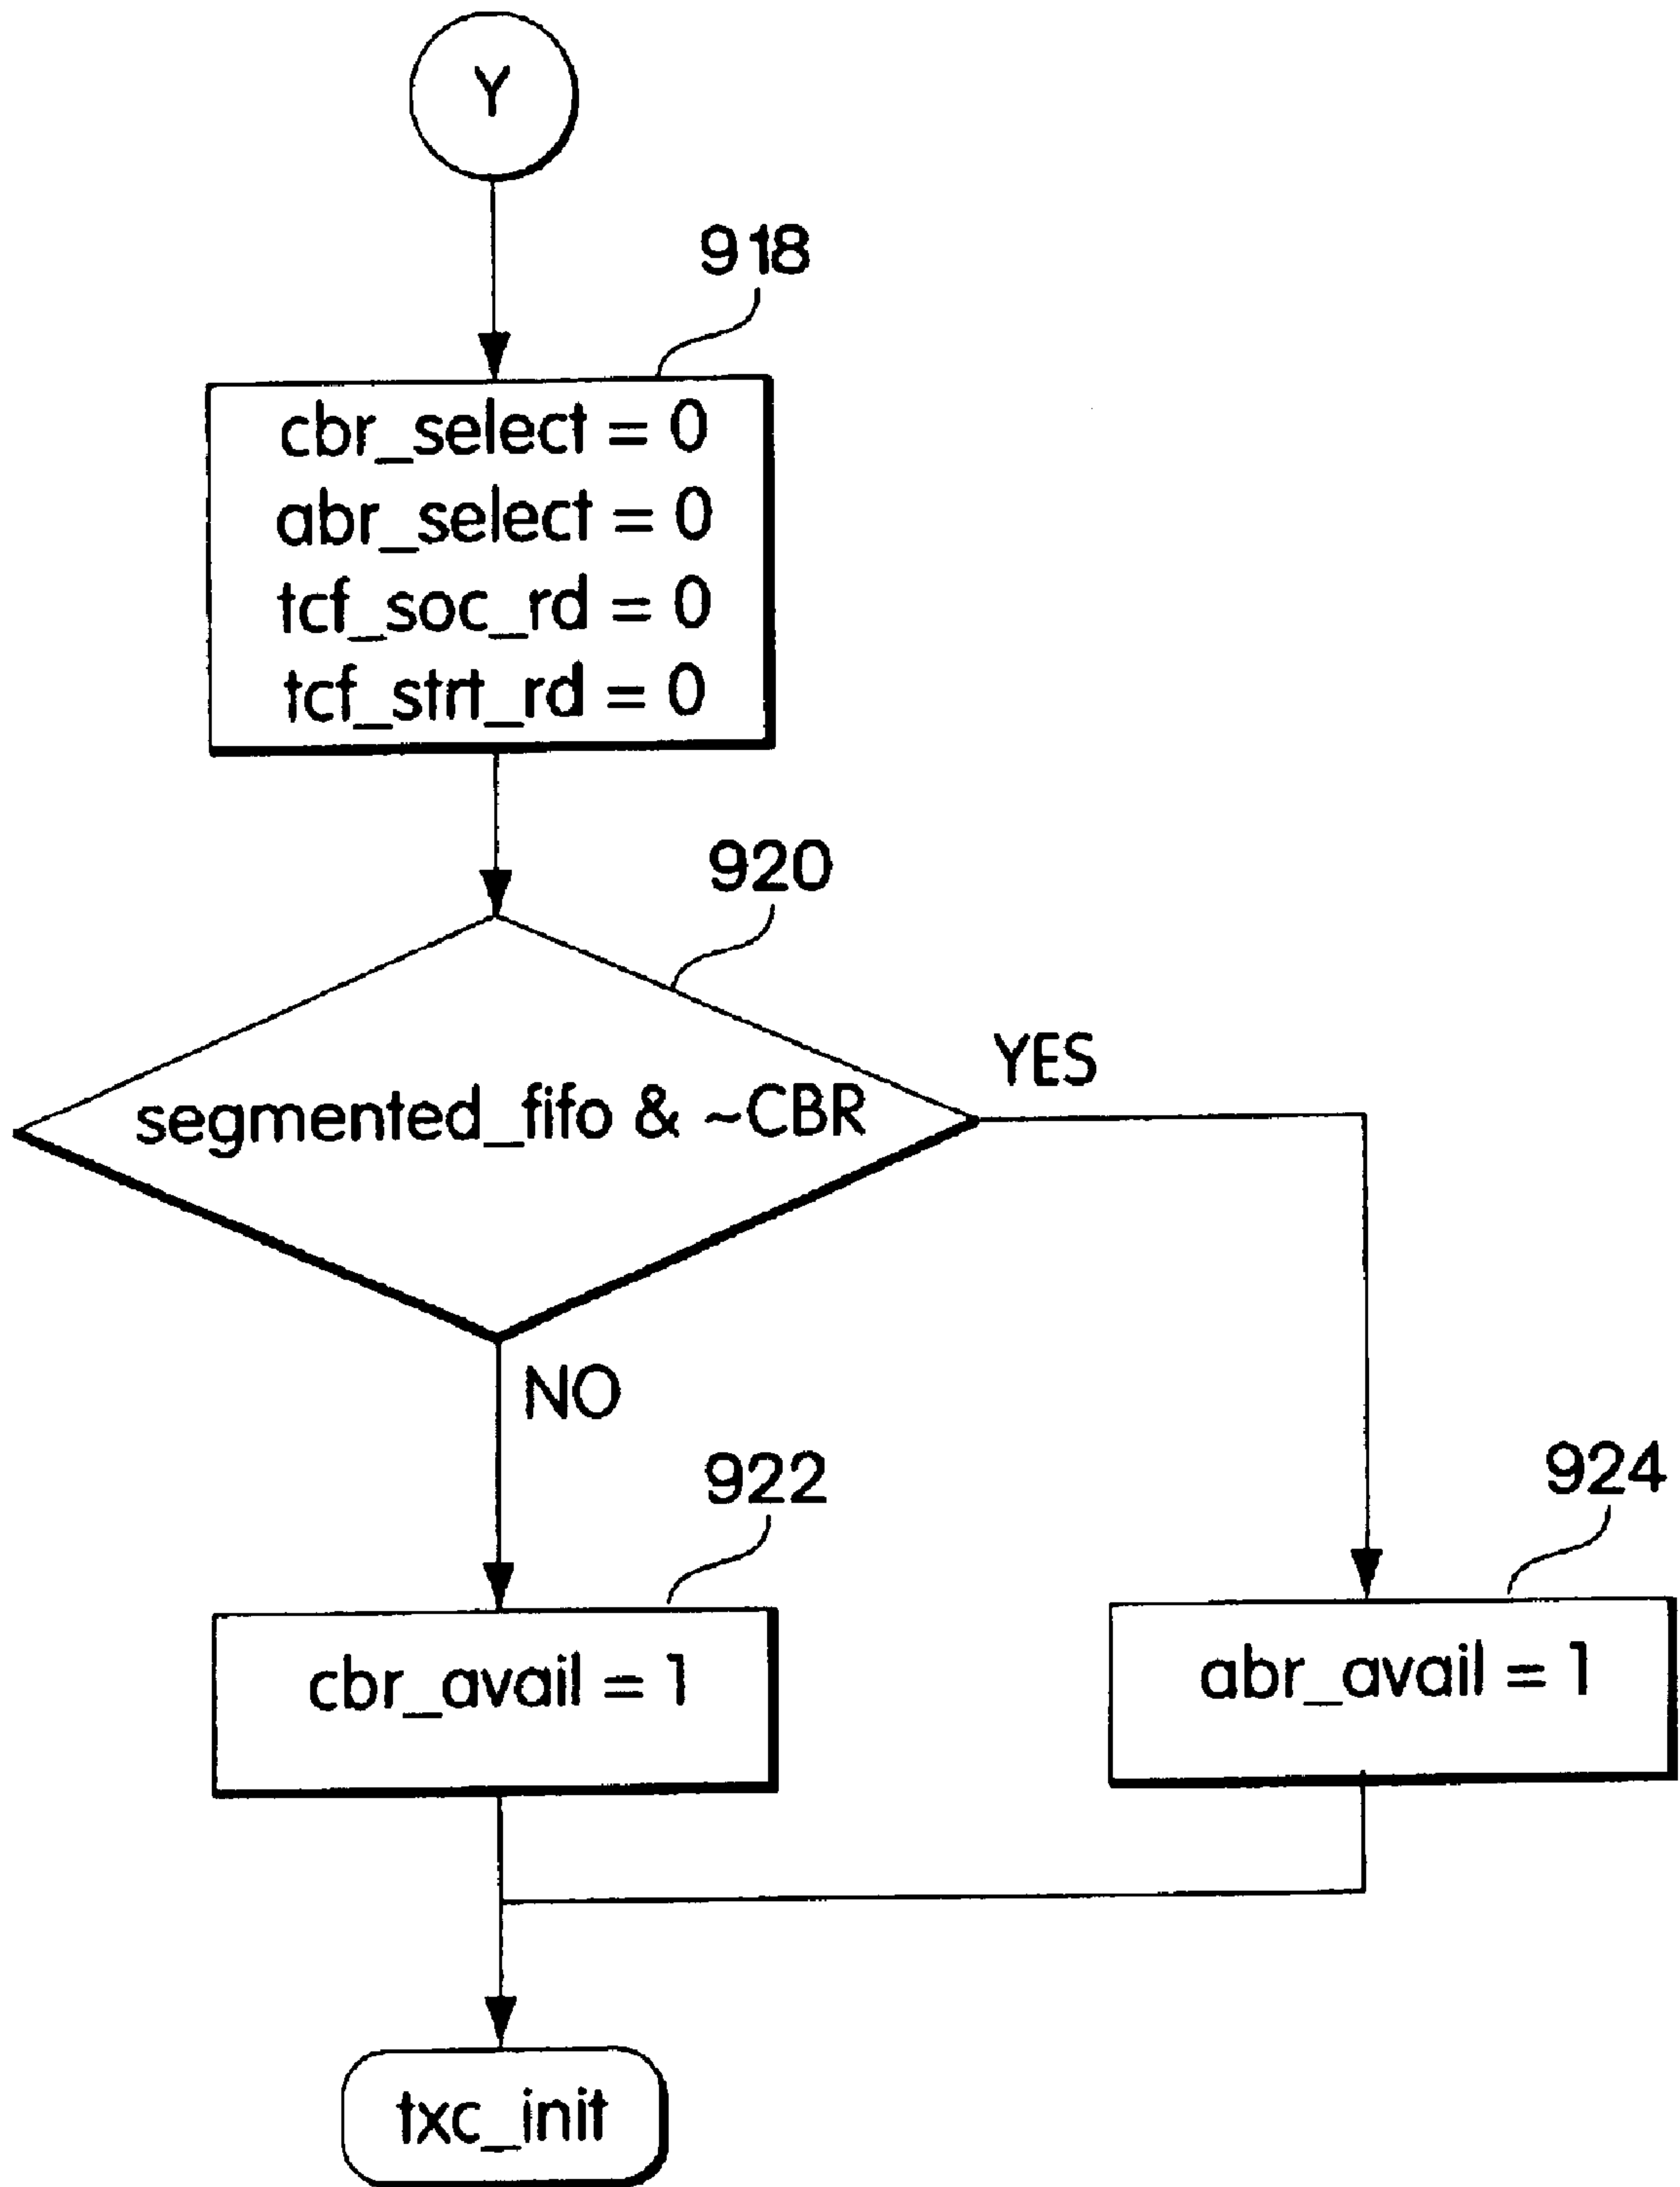 Y
918
cbr_select = 0
abr_select = 0
tcf_soc_rd = 0
tcf_strt_rd = 0
920
segmented_fifo & ~CBR
YES
NO
922
cbr_avail = 1
924
abr_avail = 1
txc_init